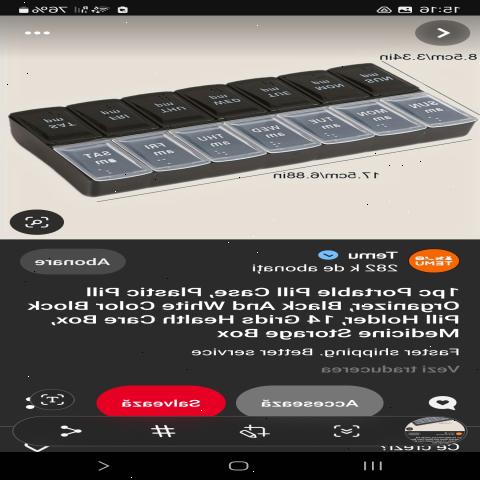 15:16
76%
8.5cm/3.34in
SUN MON TUE WED THU FRI SAT
pm pm pm pm pm pm pm
SUN MON TUE WED THU FRI SAT
am am am am am am am
17.5cm/6.88in
TEMU
Temu
282 k de abonați
Abonare
1pc Portable Pill Case, Plastic Pill
Organizer, Black And White Color Block
Pill Holder, 14 Grids Health Care Box,
Medicine Storage Box
Faster shipping. Better service
Vezi traducerea
Accesează
Salvează
T
Ce crezi?